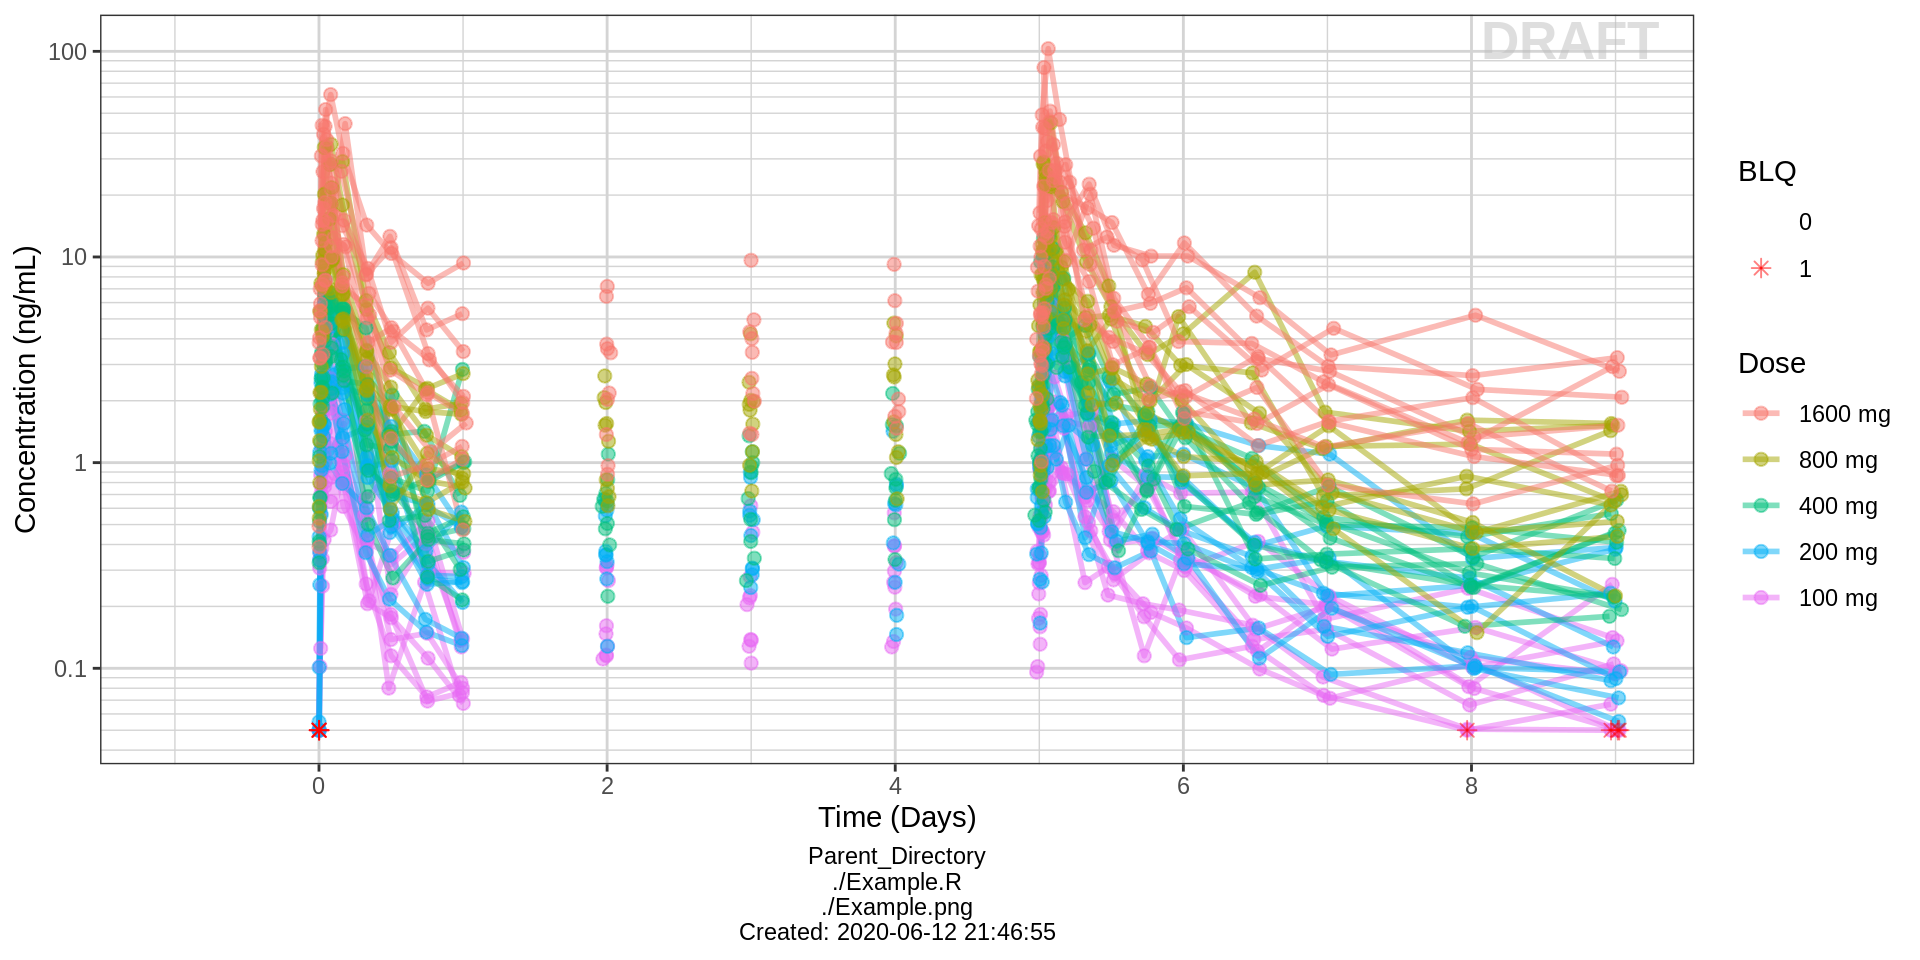 DRAFT
100
10
1
0.1
Concentration (ng/mL)
0
2
4
6
8
Time (Days)
Parent_Directory
./Example.R
./Example.png
Created: 2020-06-12 21:46:55
BLQ
0
1
Dose
1600 mg
800 mg
400 mg
200 mg
100 mg